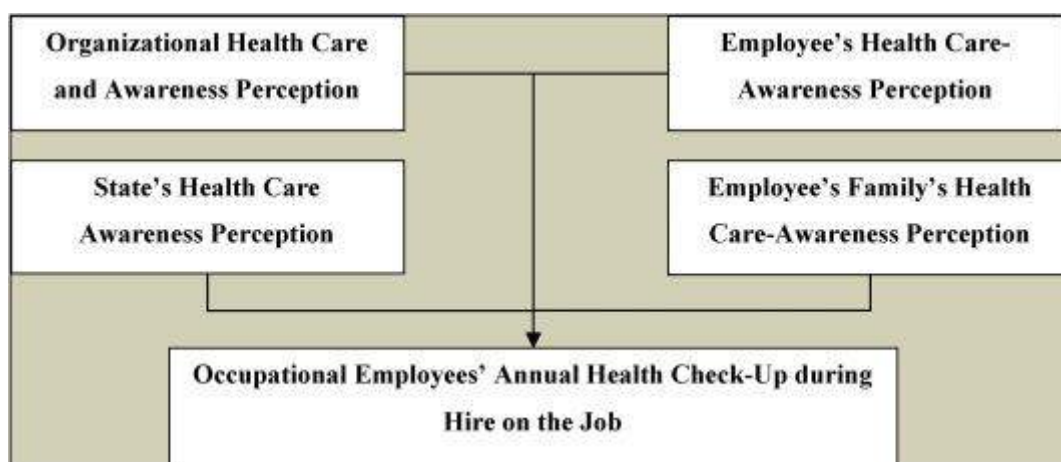 Organizational Health Care
and Awareness Perception
Employee's Health Care-
Awareness Perception
State's Health Care
Awareness Perception
Employee's Family's Health
Care-Awareness Perception
Occupational Employees' Annual Health Check-Up during
Hire on the Job